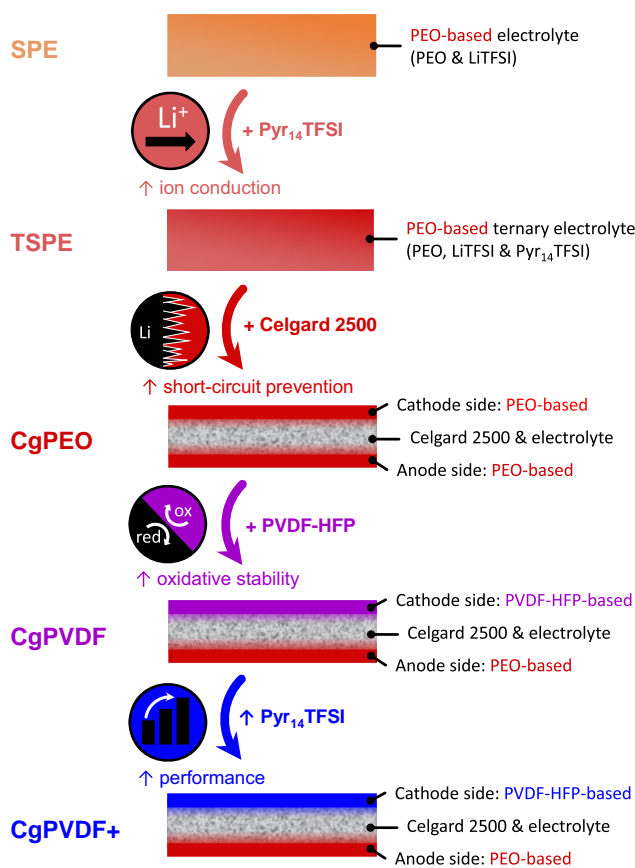 SPE
PEO-based electrolyte
(PEO & LiTFSI)
Li⁺
+ Pyr₁₄TFSI
↑ ion conduction
TSPE
PEO-based ternary electrolyte
(PEO, LiTFSI & Pyr₁₄TFSI)
Li
+ Celgard 2500
↑ short-circuit prevention
CgPEO
Cathode side: PEO-based
Celgard 2500 & electrolyte
Anode side: PEO-based
ox
red
+ PVDF-HFP
↑ oxidative stability
CgPVDF
Cathode side: PVDF-HFP-based
Celgard 2500 & electrolyte
Anode side: PEO-based
↑ Pyr₁₄TFSI
↑ performance
CgPVDF+
Cathode side: PVDF-HFP-based
Celgard 2500 & electrolyte
Anode side: PEO-based